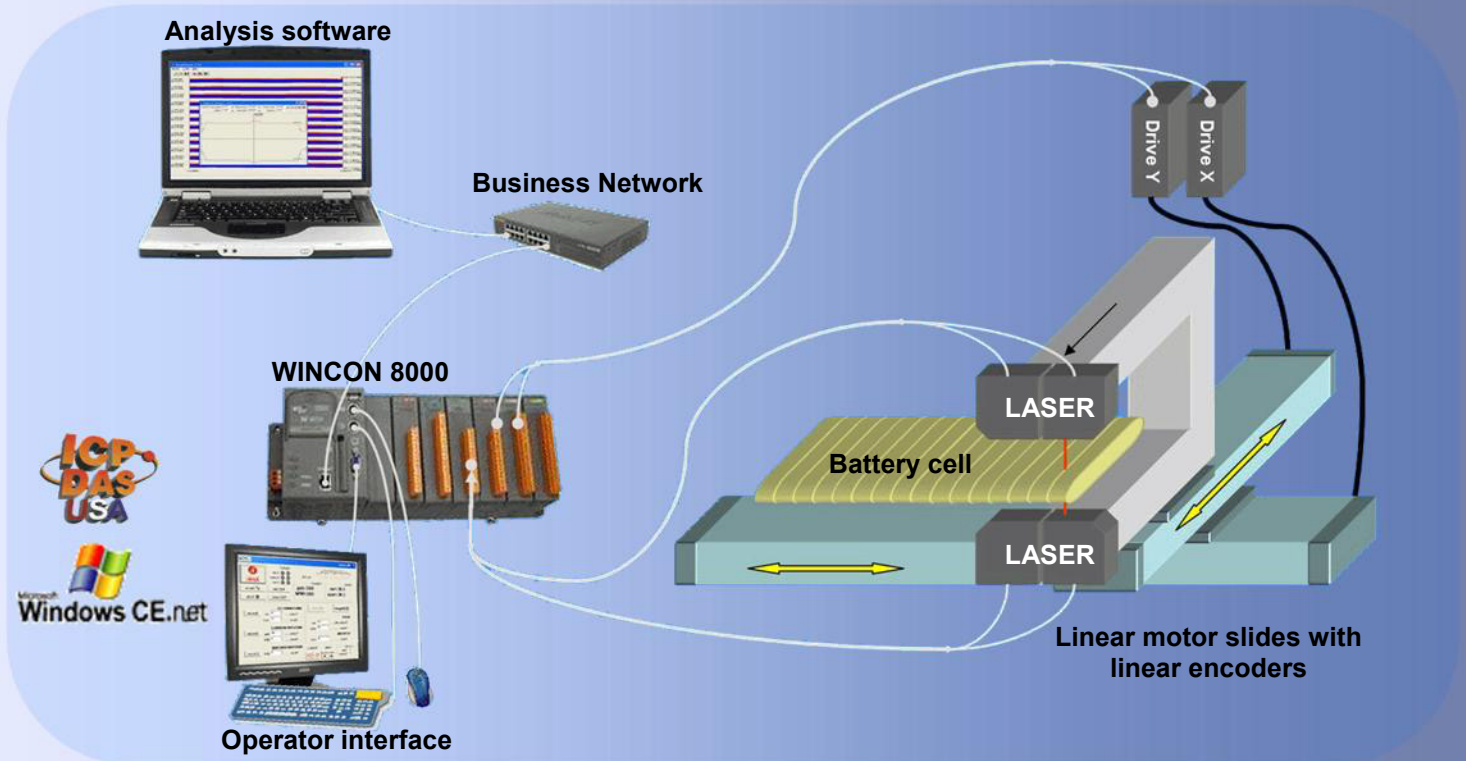 Analysis software
Business Network
Drive Y
Drive X
WINCON 8000
LASER
Battery cell
LASER
ICP
DAS
USA
Microsoft
Windows CE.net
Linear motor slides with
linear encoders
Operator interface